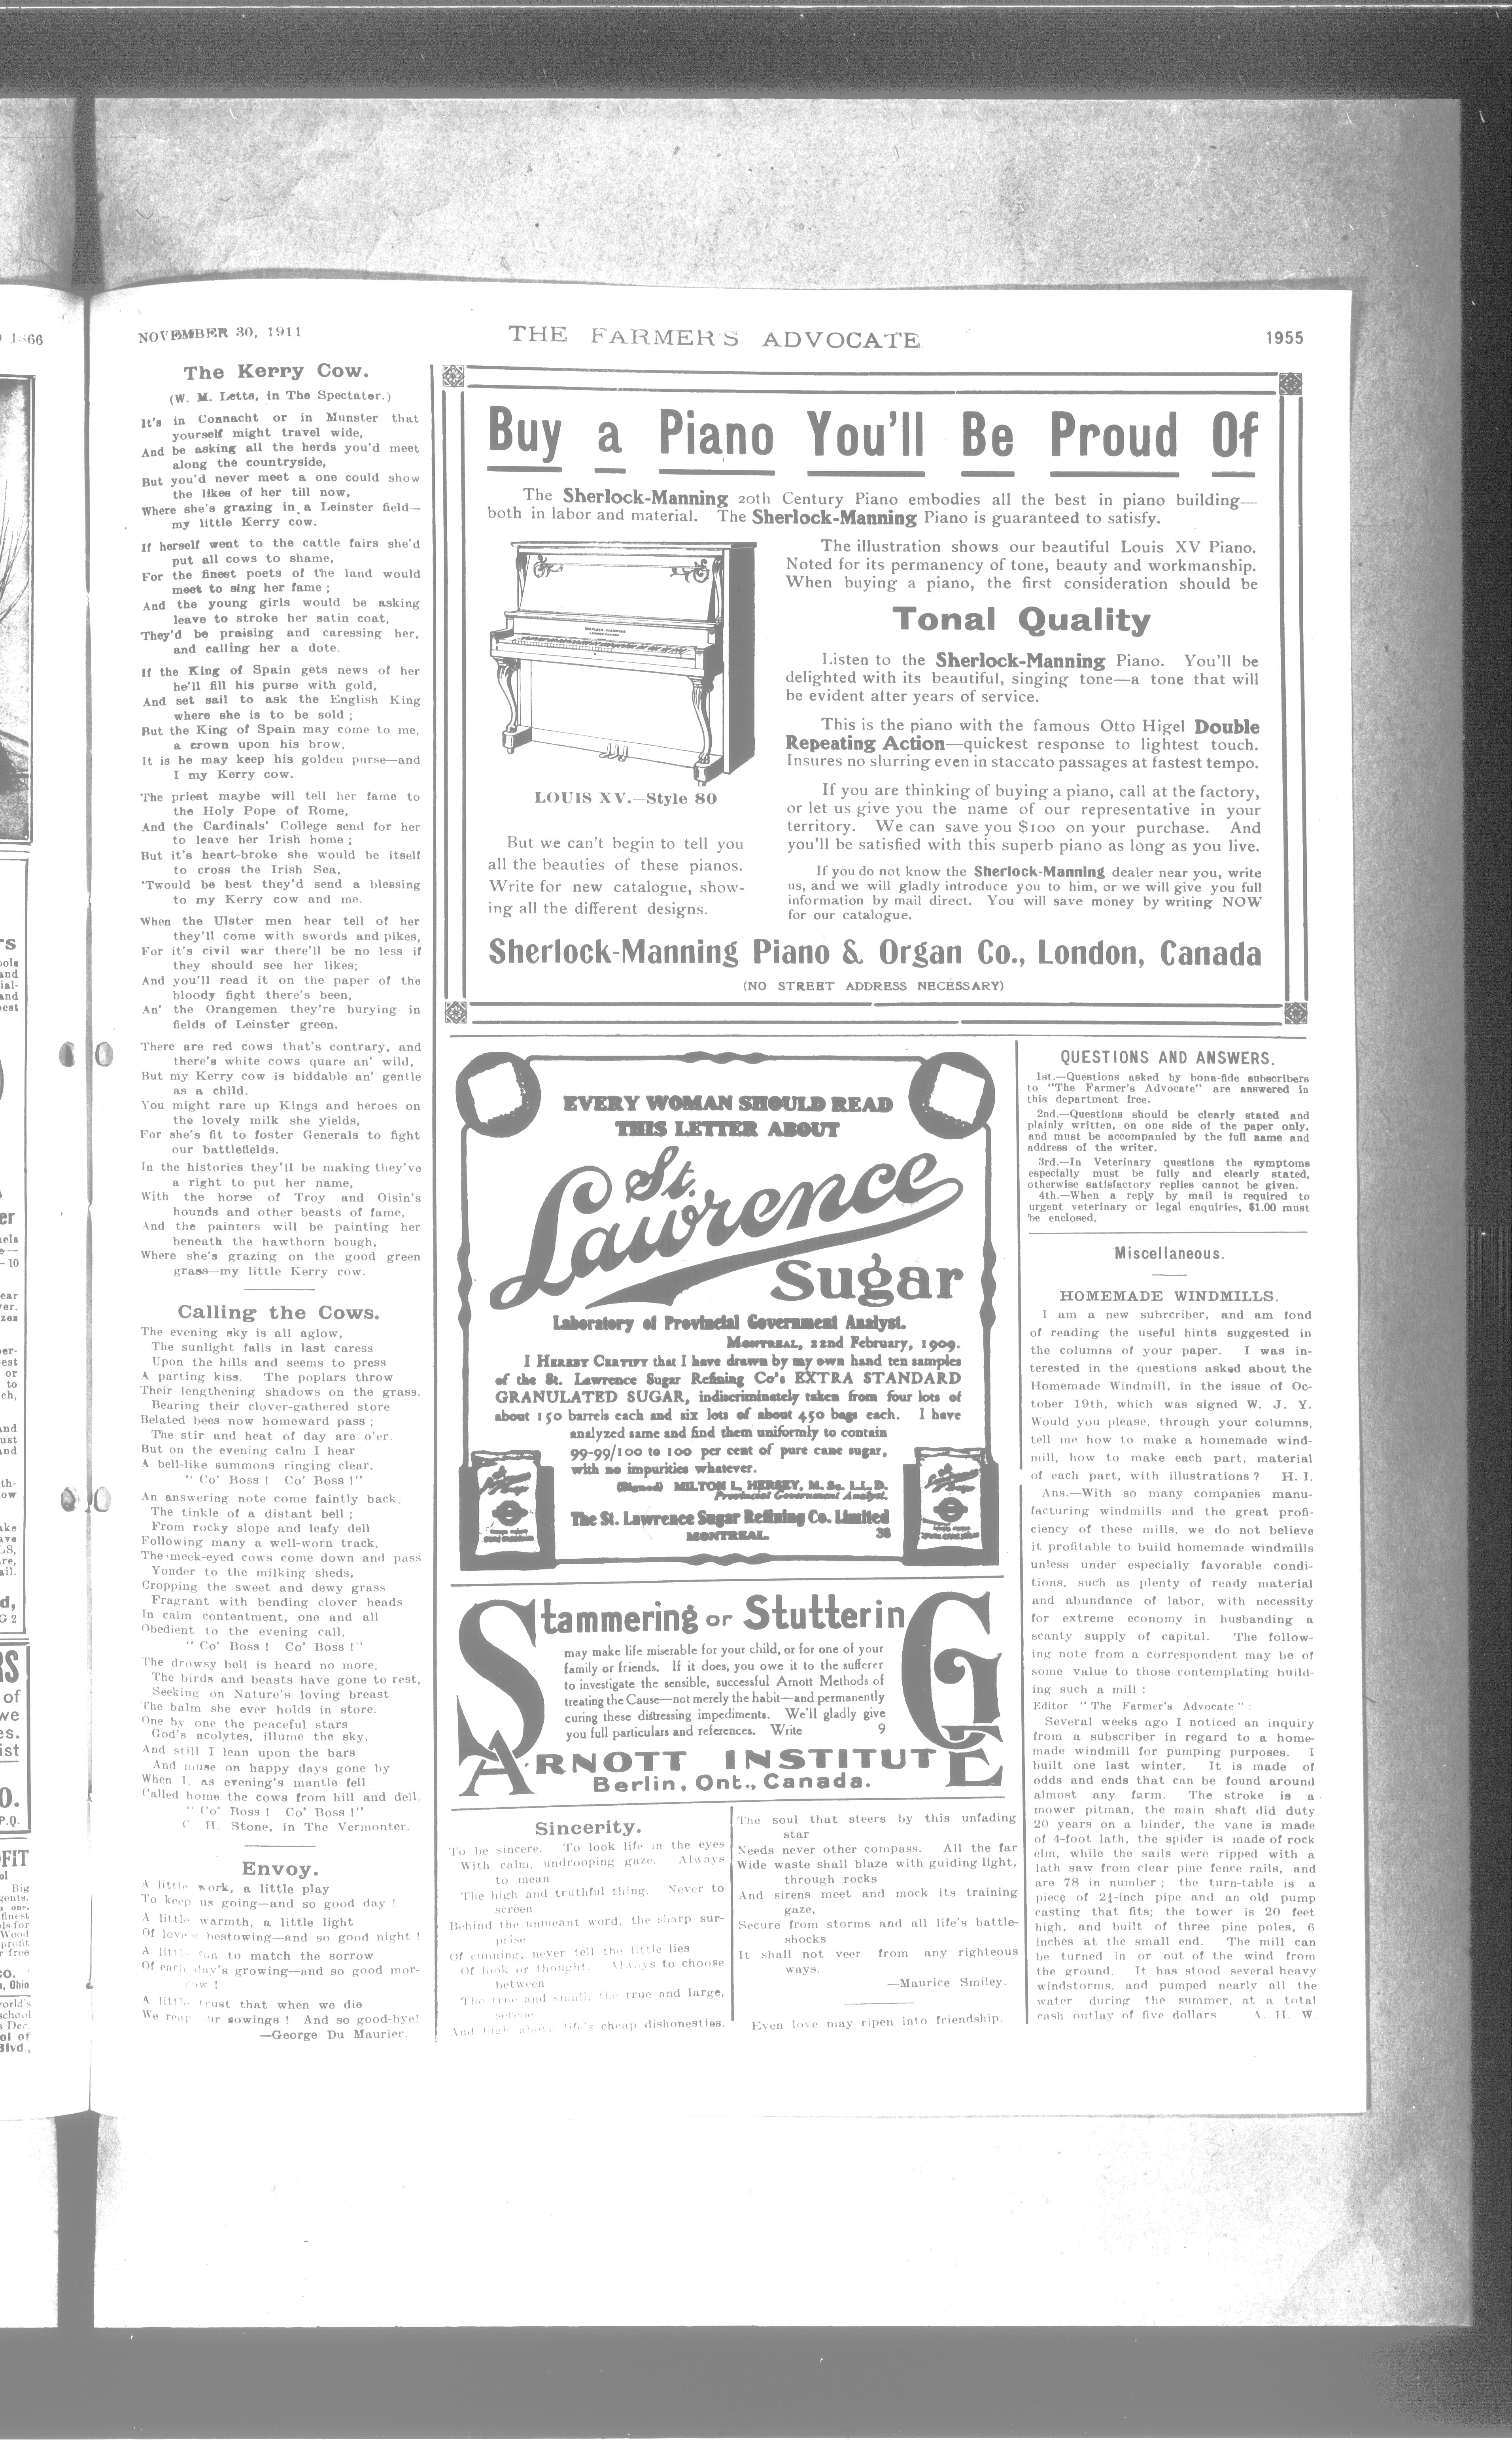 NOVEMBER 30, 1911
THE FARMER'S ADVOCATE
1955
The Kerry Cow.
(W. M. Letts, in The Spectator.)
It's in Connacht or in Munster that
yourself might travel wide,
And be asking all the herds you'd meet
along the countryside,
But you'd never meet a one could show
the likes of her till now,
Where she's grazing in a Leinster field—
my little Kerry cow.
If herself went to the cattle fairs she'd
put all cows to shame,
For the finest poets of the land would
meet to sing her fame ;
And the young girls would be asking
leave to stroke her satin coat,
They'd be praising and caressing her,
and calling her a dote.
If the King of Spain gets news of her
he'll fill his purse with gold,
And set sail to ask the English King
where she is to be sold ;
But the King of Spain may come to me,
a crown upon his brow,
It is he may keep his golden purse—and
I my Kerry cow.
The priest maybe will tell her fame to
the Holy Pope of Rome,
And the Cardinals' College send for her
to leave her Irish home ;
But it's heart-broke she would be itself
to cross the Irish Sea,
'Twould be best they'd send a blessing
to my Kerry cow and me.
When the Ulster men hear tell of her
they'll come with swords and pikes,
For it's civil war there'll be no less if
they should see her likes;
And you'll read it on the paper of the
bloody fight there's been,
An' the Orangemen they're burying in
fields of Leinster green.
There are red cows that's contrary, and
there's white cows quare an' wild,
But my Kerry cow is biddable an' gentle
as a child.
You might rare up Kings and heroes on
the lovely milk she yields,
For she's fit to foster Generals to fight
our battlefields.
In the histories they'll be making they've
a right to put her name,
With the horse of Troy and Oisin's
hounds and other beasts of fame,
And the painters will be painting her
beneath the hawthorn bough,
Where she's grazing on the good green
grass—my little Kerry cow.
Calling the Cows.
The evening sky is all aglow,
The sunlight falls in last caress
Upon the hills and seems to press
A parting kiss. The poplars throw
Their lengthening shadows on the grass.
Bearing their clover-gathered store
Belated bees now homeward pass ;
The stir and heat of day are o'er.
But on the evening calm I hear
A bell-like summons ringing clear,
" Co' Boss ! Co' Boss !"
An answering note come faintly back,
The tinkle of a distant bell ;
From rocky slope and leafy dell
Following many a well-worn track,
The meek-eyed cows come down and pass
Yonder to the milking sheds,
Cropping the sweet and dewy grass
Fragrant with bending clover heads
In calm contentment, one and all
Obedient to the evening call,
" Co' Boss ! Co' Boss !"
The drowsy bell is heard no more;
The birds and beasts have gone to rest,
Seeking on Nature's loving breast
The balm she ever holds in store.
One by one the peaceful stars
God's acolytes, illume the sky,
And still I lean upon the bars
And muse on happy days gone by
When I, as evening's mantle fell
Called home the cows from hill and dell.
" Co' Boss ! Co' Boss !"
C. H. Stone, in The Vermonter.
Envoy.
A little work, a little play
To keep us going—and so good day !
A little warmth, a little light
Of love's bestowing—and so good night !
A little fun to match the sorrow
Of each day's growing—and so good mor-
row !
A little trust that when we die
We reap our sowings ! And so good-bye!
—George Du Maurier.
Buy a Piano You'll Be Proud Of
The Sherlock-Manning 20th Century Piano embodies all the best in piano building—
both in labor and material. The Sherlock-Manning Piano is guaranteed to satisfy.
LOUIS XV.—Style 80
But we can't begin to tell you
all the beauties of these pianos.
Write for new catalogue, show-
ing all the different designs.
The illustration shows our beautiful Louis XV Piano.
Noted for its permanency of tone, beauty and workmanship.
When buying a piano, the first consideration should be
Tonal Quality
Listen to the Sherlock-Manning Piano. You'll be
delighted with its beautiful, singing tone—a tone that will
be evident after years of service.
This is the piano with the famous Otto Higel Double
Repeating Action—quickest response to lightest touch.
Insures no slurring even in staccato passages at fastest tempo.
If you are thinking of buying a piano, call at the factory,
or let us give you the name of our representative in your
territory. We can save you $100 on your purchase. And
you'll be satisfied with this superb piano as long as you live.
If you do not know the Sherlock-Manning dealer near you, write
us, and we will gladly introduce you to him, or we will give you full
information by mail direct. You will save money by writing NOW
for our catalogue.
Sherlock-Manning Piano & Organ Co., London, Canada
(NO STREET ADDRESS NECESSARY)
EVERY WOMAN SHOULD READ
THIS LETTER ABOUT
St.
Lawrence
Sugar
Laboratory of Provincial Government Analyst.
MONTREAL, 22nd February, 1909.
I HEREBY CERTIFY that I have drawn by my own hand ten samples
of the St. Lawrence Sugar Refining Co's EXTRA STANDARD
GRANULATED SUGAR, indiscriminately taken from four lots of
about 150 barrels each and six lots of about 450 bags each. I have
analyzed same and find them uniformly to contain
99-99/100 to 100 per cent of pure cane sugar,
with no impurities whatever.
(Signed) MILTON L. HERSEY, M. Sc. L.L.D.
Provincial Government Analyst.
The St. Lawrence Sugar Refining Co. Limited
MONTREAL. 38
Stammering or StutterinG
may make life miserable for your child, or for one of your
family or friends. If it does, you owe it to the sufferer
to investigate the sensible, successful Arnott Methods of
treating the Cause—not merely the habit—and permanently
curing these distressing impediments. We'll gladly give
you full particulars and references. Write 9
ARNOTT INSTITUTE
Berlin, Ont., Canada.
Sincerity.
To be sincere. To look life in the eyes
With calm, undrooping gaze. Always
to mean
The high and truthful thing. Never to
screen
Behind the unmeant word, the sharp sur-
prise
Of cunning, never tell the little lies
Of look or thought. Always to choose
between
The true and small, the true and large,
serene
And high above life's cheap dishonesties.
The soul that steers by this unfading
star
Needs never other compass. All the far
Wide waste shall blaze with guiding light,
through rocks
And sirens meet and mock its training
gaze,
Secure from storms and all life's battle-
shocks
It shall not veer from any righteous
ways.
—Maurice Smiley.
Even love may ripen into friendship.
QUESTIONS AND ANSWERS.
1st.—Questions asked by bona-fide subscribers
to "The Farmer's Advocate" are answered in
this department free.
2nd.—Questions should be clearly stated and
plainly written, on one side of the paper only,
and must be accompanied by the full name and
address of the writer.
3rd.—In Veterinary questions the symptoms
especially must be fully and clearly stated,
otherwise satisfactory replies cannot be given.
4th.—When a reply by mail is required to
urgent veterinary or legal enquiries, $1.00 must
be enclosed.
Miscellaneous.
HOMEMADE WINDMILLS.
I am a new subrcriber, and am fond
of reading the useful hints suggested in
the columns of your paper. I was in-
terested in the questions asked about the
Homemade Windmill, in the issue of Oc-
tober 19th, which was signed W. J. Y.
Would you please, through your columns,
tell me how to make a homemade wind-
mill, how to make each part, material
of each part, with illustrations ? H. I.
Ans.—With so many companies manu-
facturing windmills and the great profi-
ciency of these mills, we do not believe
it profitable to build homemade windmills
unless under especially favorable condi-
tions, such as plenty of ready material
and abundance of labor, with necessity
for extreme economy in husbanding a
scanty supply of capital. The follow-
ing note from a correspondent may be of
some value to those contemplating build-
ing such a mill :
Editor " The Farmer's Advocate " :
Several weeks ago I noticed an inquiry
from a subscriber in regard to a home-
made windmill for pumping purposes. I
built one last winter. It is made of
odds and ends that can be found around
almost any farm. The stroke is a
mower pitman, the main shaft did duty
20 years on a binder, the vane is made
of 4-foot lath, the spider is made of rock
elm, while the sails were ripped with a
lath saw from clear pine fence rails, and
are 78 in number ; the turn-table is a
piece of 2½-inch pipe and an old pump
casting that fits; the tower is 20 feet
high, and built of three pine poles, 6
inches at the small end. The mill can
be turned in or out of the wind from
the ground. It has stood several heavy
windstorms, and pumped nearly all the
water during the summer, at a total
cash outlay of five dollars. A. H. W.